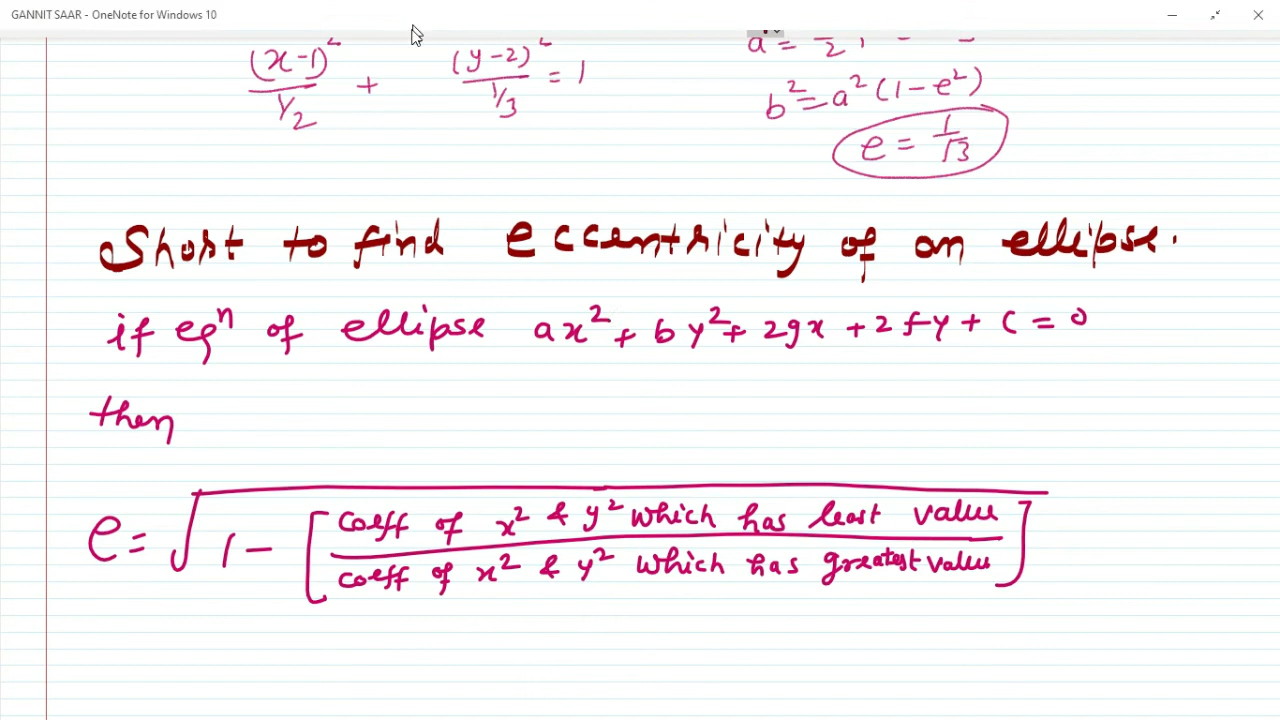 GANNIT SAAR - OneNote for Windows 10
(x-1)²/1/2 + (y-2)²/1/3 = 1
b² = a²(1-e²)
e = 1/√3
Short to find eccentricity of an ellipse.
if eqⁿ of ellipse ax² + by² + 2gx + 2fy + c = 0
then
e = √1 - [coeff of x² & y² which has least value / coeff of x² & y² which has greatest value]